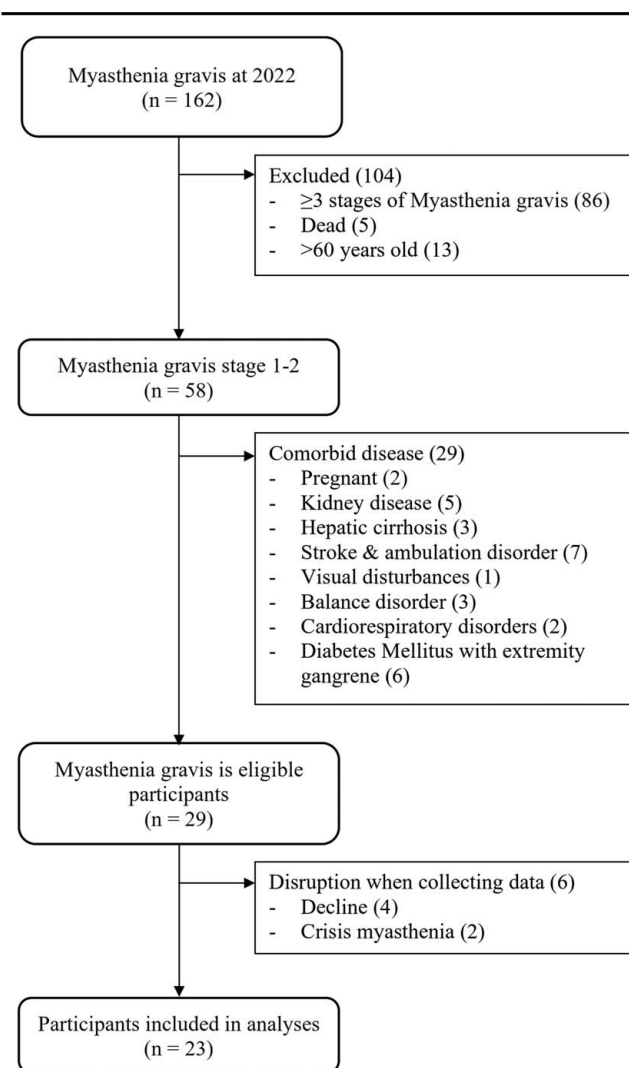 Myasthenia gravis at 2022
(n = 162)
Excluded (104)
- ≥3 stages of Myasthenia gravis (86)
- Dead (5)
- >60 years old (13)
Myasthenia gravis stage 1-2
(n = 58)
Comorbid disease (29)
- Pregnant (2)
- Kidney disease (5)
- Hepatic cirrhosis (3)
- Stroke & ambulation disorder (7)
- Visual disturbances (1)
- Balance disorder (3)
- Cardiorespiratory disorders (2)
- Diabetes Mellitus with extremity
gangrene (6)
Myasthenia gravis is eligible
participants
(n = 29)
Disruption when collecting data (6)
- Decline (4)
- Crisis myasthenia (2)
Participants included in analyses
(n = 23)